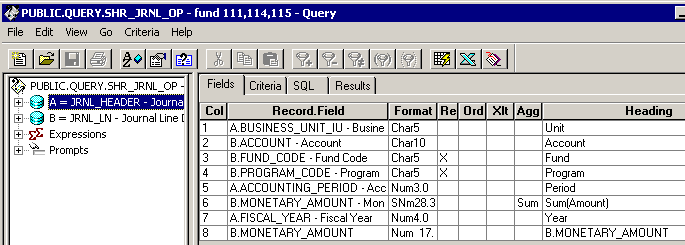 PUBLIC.QUERY.SHR_JRNL_OP - fund 111,114,115 - Query
File Edit View Go Criteria Help
PUBLIC.QUERY.SHR_JRNL_OP -
A = JRNL_HEADER - Journal
B = JRNL_LN - Journal Line D
Expressions
Prompts
Fields Criteria SQL Results
Col Record.Field Format Re Ord Xlt Agg Heading
1 A.BUSINESS_UNIT_IU - Busine Char5 Unit
2 B.ACCOUNT - Account Char10 Account
3 B.FUND_CODE - Fund Code Char5 X Fund
4 B.PROGRAM_CODE - Program Char5 X Program
5 A.ACCOUNTING_PERIOD - Acc Num3.0 Period
6 B.MONETARY_AMOUNT - Mon SNm28.3 Sum Sum(Amount)
7 A.FISCAL_YEAR - Fiscal Year Num4.0 Year
8 B.MONETARY_AMOUNT Num 17. B.MONETARY_AMOUNT